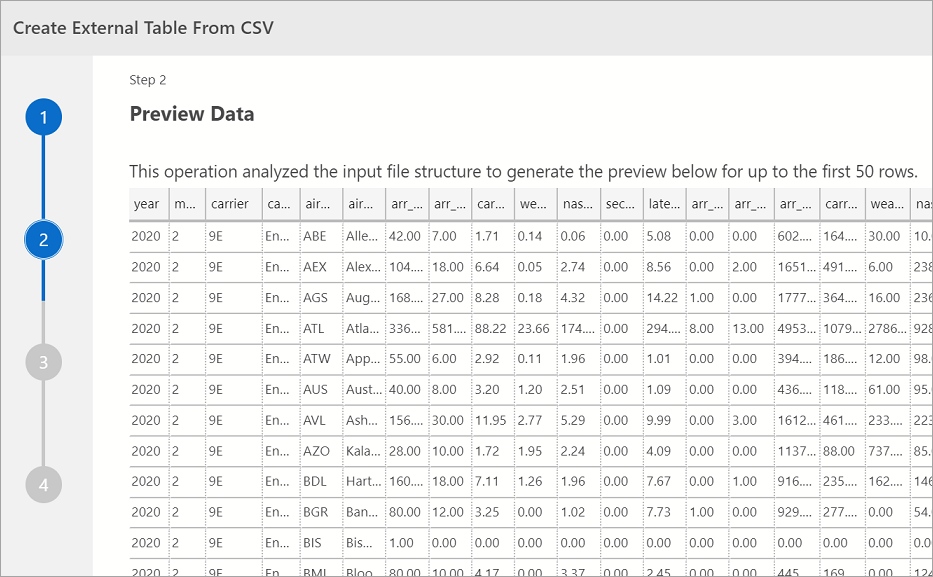 Create External Table From CSV
Step 2
1
Preview Data
This operation analyzed the input file structure to generate the preview below for up to the first 50 rows.
year m... carrier ca... air... air... arr_... arr_... car... we... nas... sec... late... arr_... arr_... arr_... carr... wea... nas
2020 2 9E En... ABE Alle... 42.00 7.00 1.71 0.14 0.06 0.00 5.08 0.00 0.00 602.... 164.... 30.00 10.
2
2020 2 9E En... AEX Alex... 104.... 18.00 6.64 0.05 2.74 0.00 8.56 0.00 2.00 1651... 491.... 6.00 238
2020 2 9E En... AGS Aug... 168.... 27.00 8.28 0.18 4.32 0.00 14.22 1.00 0.00 1777... 364.... 16.00 236
2020 2 9E En... ATL Atla... 336... 581.... 88.22 23.66 174.... 0.00 294.... 8.00 13.00 4953... 1079... 2786... 928
2020 2 9E En... ATW App... 55.00 6.00 2.92 0.11 1.96 0.00 1.01 0.00 0.00 394.... 186.... 12.00 98.
3
2020 2 9E En... AUS Aust... 40.00 8.00 3.20 1.20 2.51 0.00 1.09 0.00 0.00 436.... 118.... 61.00 95.
2020 2 9E En... AVL Ash... 156.... 30.00 11.95 2.77 5.29 0.00 9.99 0.00 3.00 1612... 461.... 233.... 223
2020 2 9E En... AZO Kala... 28.00 10.00 1.72 1.95 2.24 0.00 4.09 0.00 0.00 1137... 88.00 737.... 85.
2020 2 9E En... BDL Hart... 160.... 18.00 7.11 1.26 1.96 0.00 7.67 0.00 1.00 916.... 235.... 162.... 146
4
2020 2 9E En... BGR Ban... 80.00 12.00 3.25 0.00 1.02 0.00 7.73 1.00 0.00 929.... 277.... 0.00 54.
2020 2 9E En... BIS Bis... 1.00 0.00 0.00 0.00 0.00 0.00 0.00 0.00 0.00 0.00 0.00 0.00 0.0
2020 2 9E En... BMI Bloo... 80.00 10.00 4.17 0.00 3.37 0.00 2.45 0.00 0.00 445.... 169.... 0.00 124